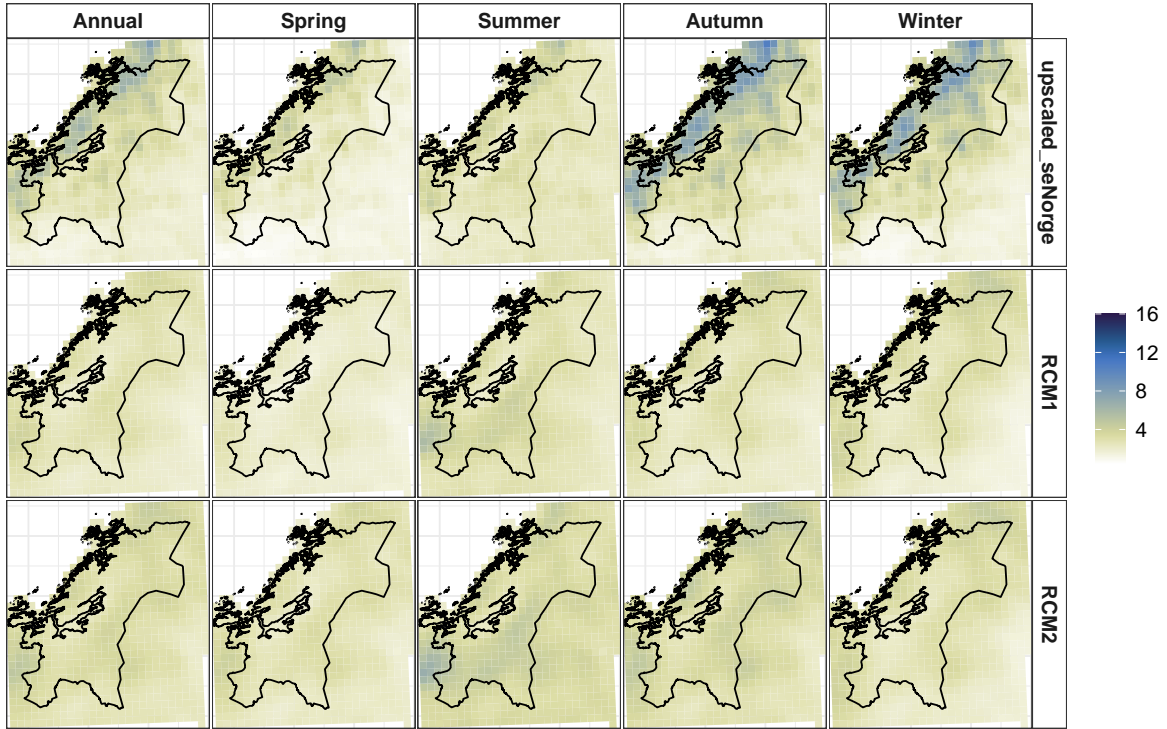 Annual
Spring
Summer
Autumn
Winter
upscaled_seNorge
RCM1
RCM2
16
12
8
4